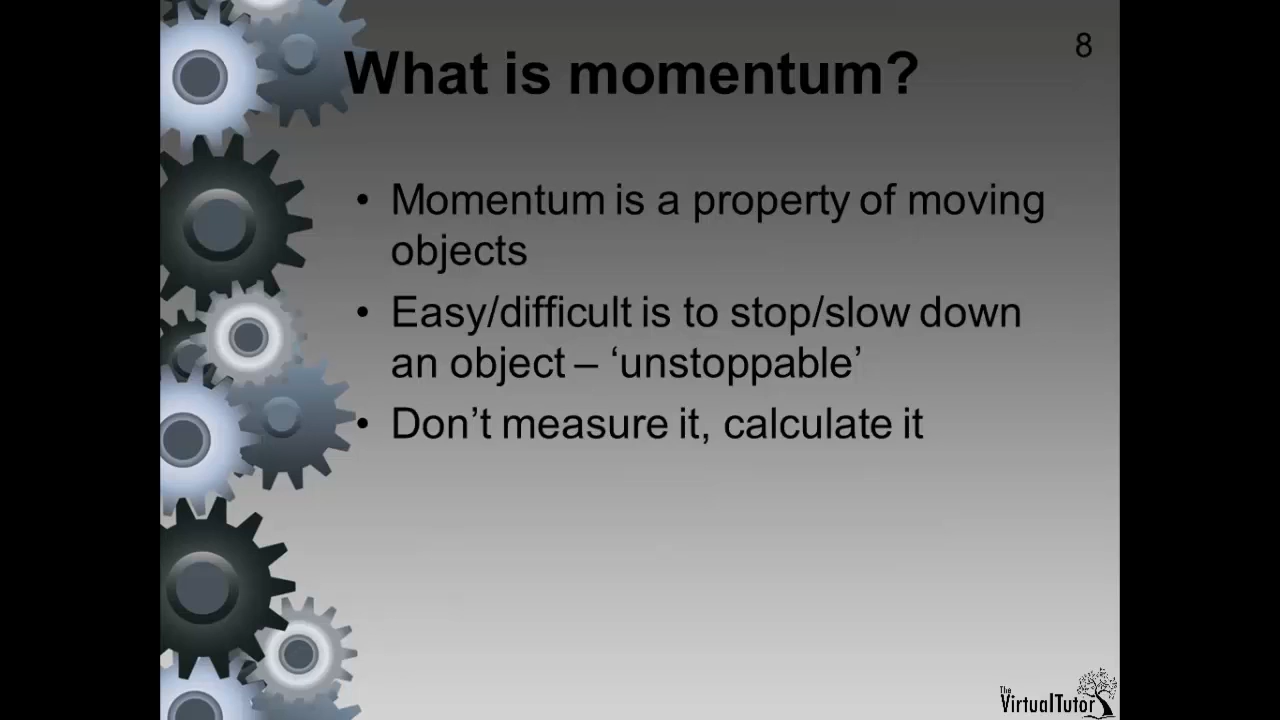 What is momentum?
8
• Momentum is a property of moving
objects
• Easy/difficult is to stop/slow down
an object – ‘unstoppable’
• Don’t measure it, calculate it
The
VirtualTutor